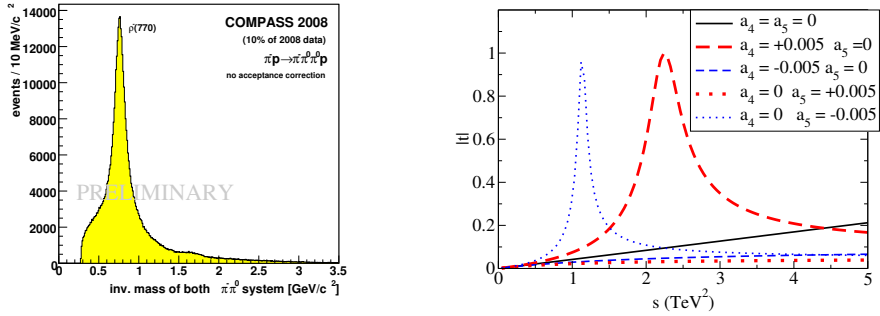 events / 10 MeV/c²
14000
12000
10000
8000
6000
4000
2000
0
ρ(770)
COMPASS 2008
(10% of 2008 data)
π⁻p→π⁻π⁰π⁰p
no acceptance correction
PRELIMINARY
0 0.5 1 1.5 2 2.5 3 3.5
inv. mass of both π⁻π⁰ system [GeV/c²]
a₄ = a₅ = 0
a₄ = +0.005 a₅ =0
a₄ = -0.005 a₅ = 0
a₄ = 0 a₅ = +0.005
a₄ = 0 a₅ = -0.005
|t|
1
0.8
0.6
0.4
0.2
0
0 1 2 3 4 5
s (TeV²)